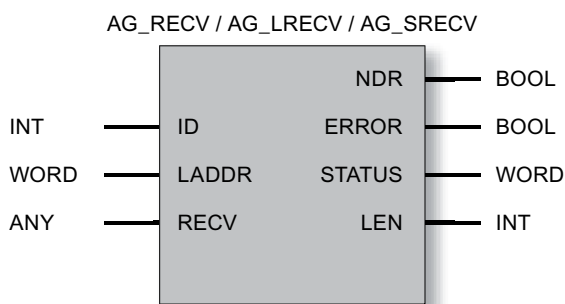 AG_RECV / AG_LRECV / AG_SRECV
NDR BOOL
INT ID ERROR BOOL
WORD LADDR STATUS WORD
ANY RECV LEN INT